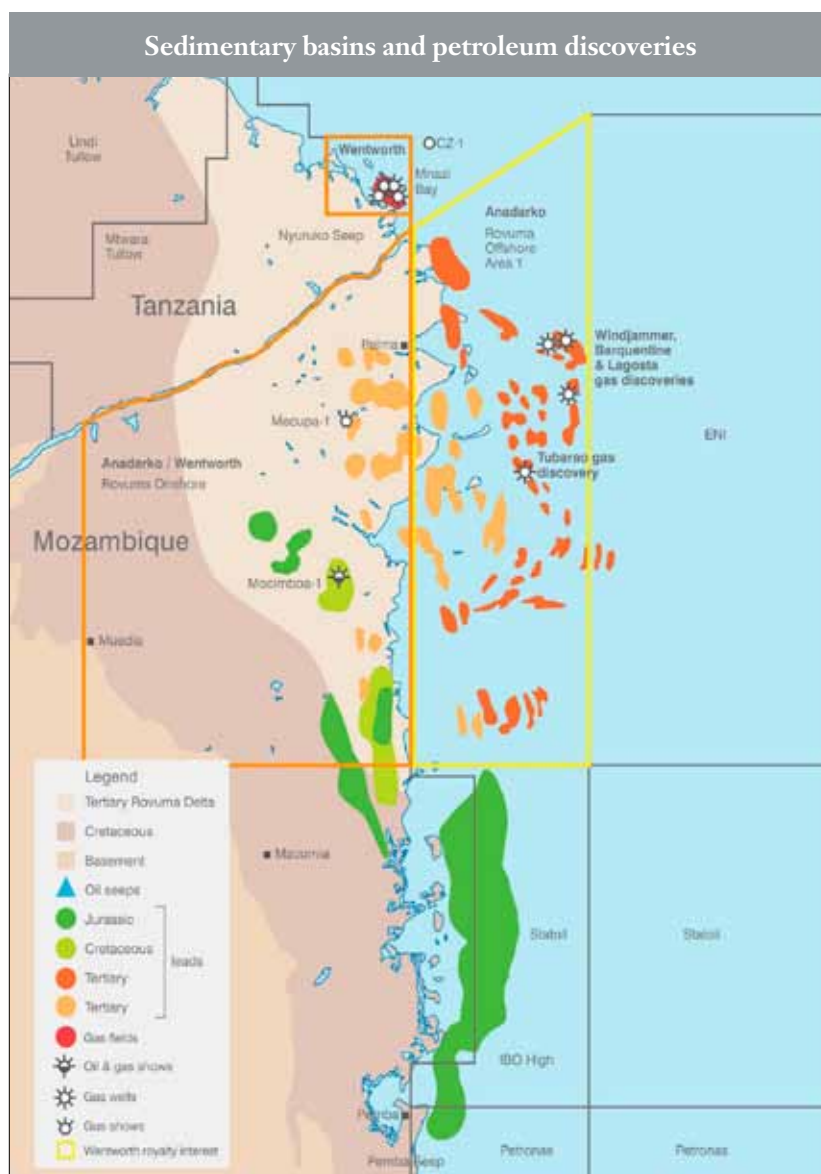 Sedimentary basins and petroleum discoveries
Lindi
Tullow
Wentworth
CZ-1
Mnazi
Bay
Mtwara
Tullow
Nyuruko Seep
Anadarko
Rovuma
Offshore
Area 1
Tanzania
Palma
Windjammer,
Barquentine
& Lagosta
gas discoveries
Mecupa-1
ENI
Anadarko / Wentworth
Rovuma Onshore
Tubarao gas
discovery
Mozambique
Mocimboa-1
Mueda
Legend
Tertiary Rovuma Delta
Cretaceous
Basement
Oil seeps
Jurassic
Cretaceous
leads
Tertiary
Tertiary
Gas fields
Oil & gas shows
Gas wells
Gas shows
Wentworth royalty interest
Macomia
Statoil
Statoil
IBO High
Pemba
Pemba Seep
Petronas
Petronas